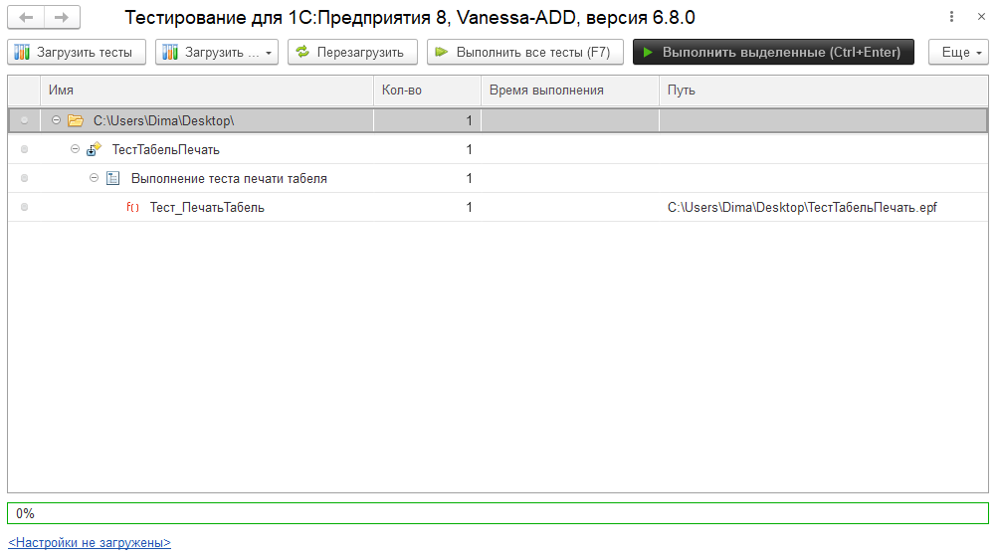 Тестирование для 1С:Предприятия 8, Vanessa-ADD, версия 6.8.0
Загрузить тесты Загрузить ... Перезагрузить Выполнить все тесты (F7) Выполнить выделенные (Ctrl+Enter) Еще
Имя Кол-во Время выполнения Путь
C:\Users\Dima\Desktop\ 1
ТестТабельПечать 1
Выполнение теста печати табеля 1
f() Тест_ПечатьТабель 1 C:\Users\Dima\Desktop\ТестТабельПечать.epf
0%
<Настройки не загружены>